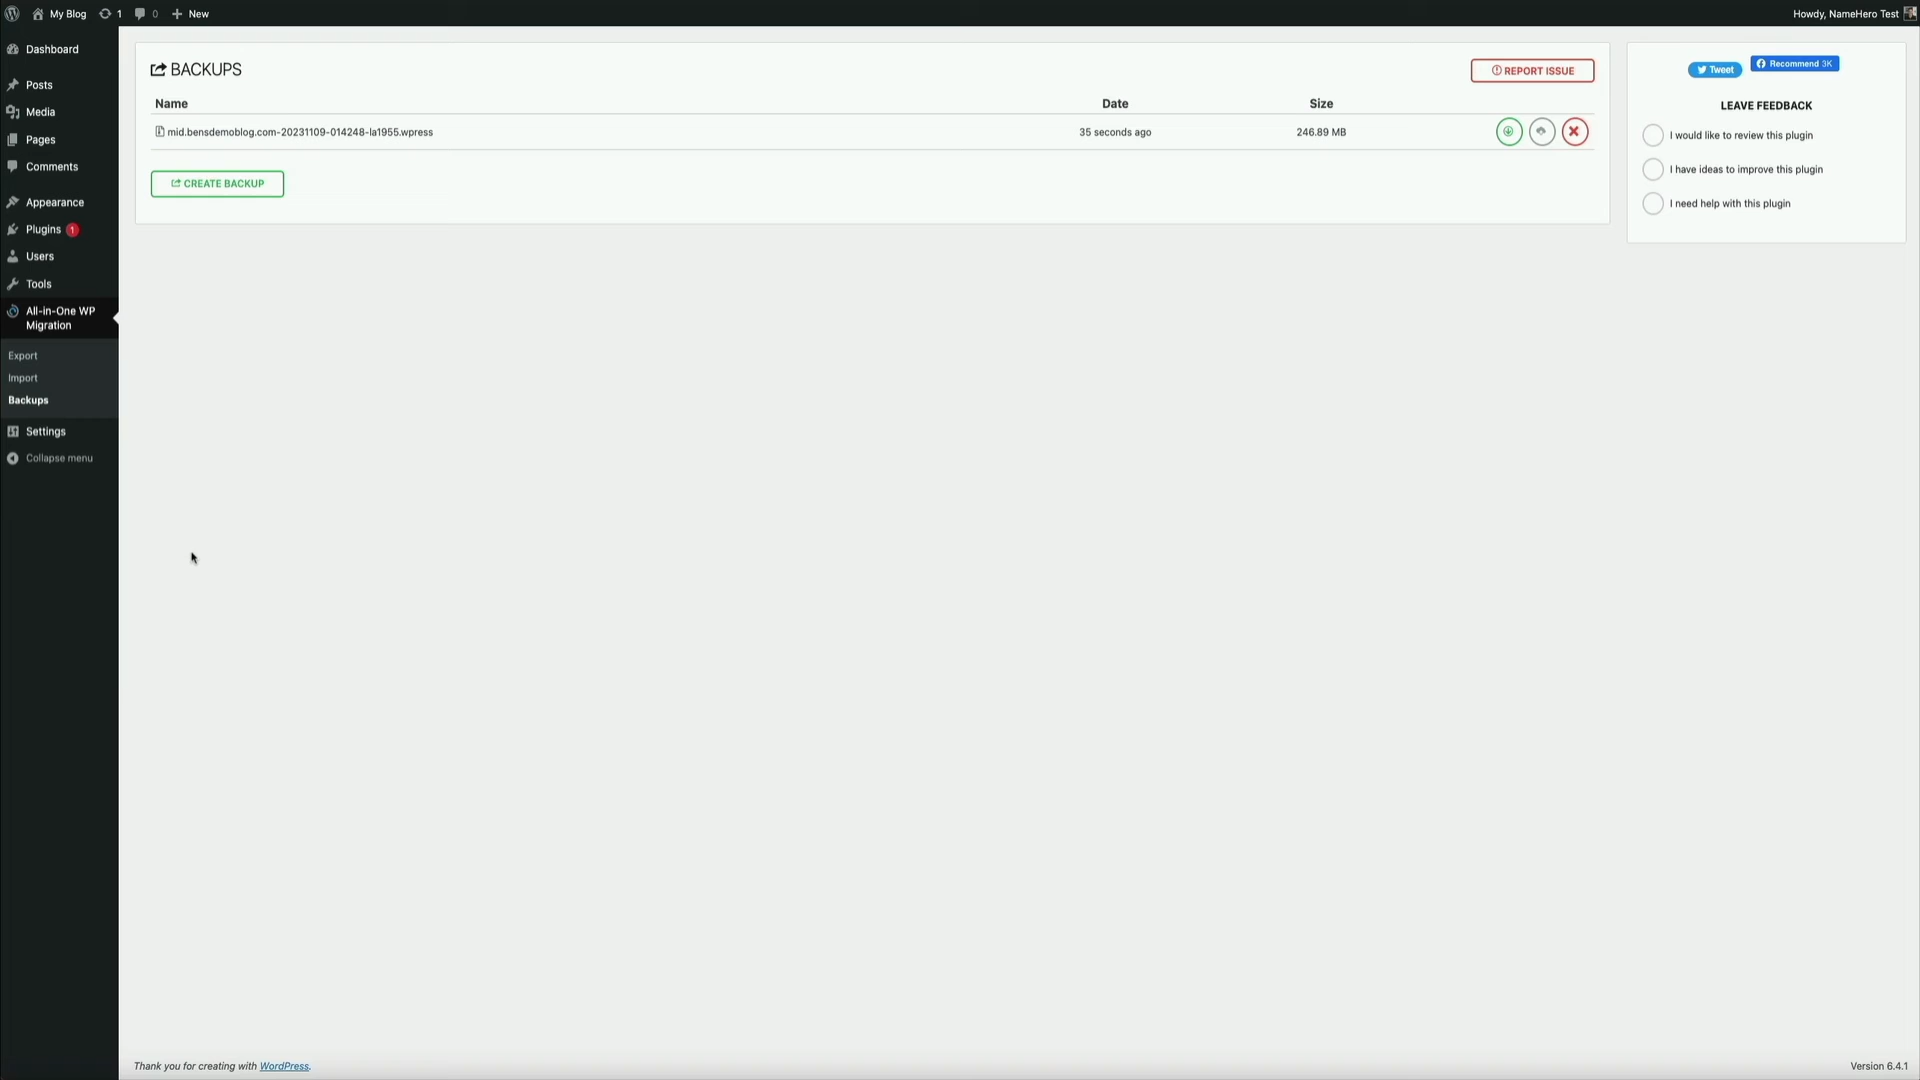 My Blog 1 0 New
Howdy, NameHero Test
Dashboard
Posts
Media
Pages
Comments
Appearance
Plugins 1
Users
Tools
All-in-One WP
Migration
Export
Import
Backups
Settings
Collapse menu
BACKUPS
REPORT ISSUE
Name Date Size
mid.bensdemoblog.com-20231109-014248-la1955.wpress 35 seconds ago 246.89 MB
CREATE BACKUP
Tweet
Recommend 3K
LEAVE FEEDBACK
I would like to review this plugin
I have ideas to improve this plugin
I need help with this plugin
Thank you for creating with WordPress.
Version 6.4.1